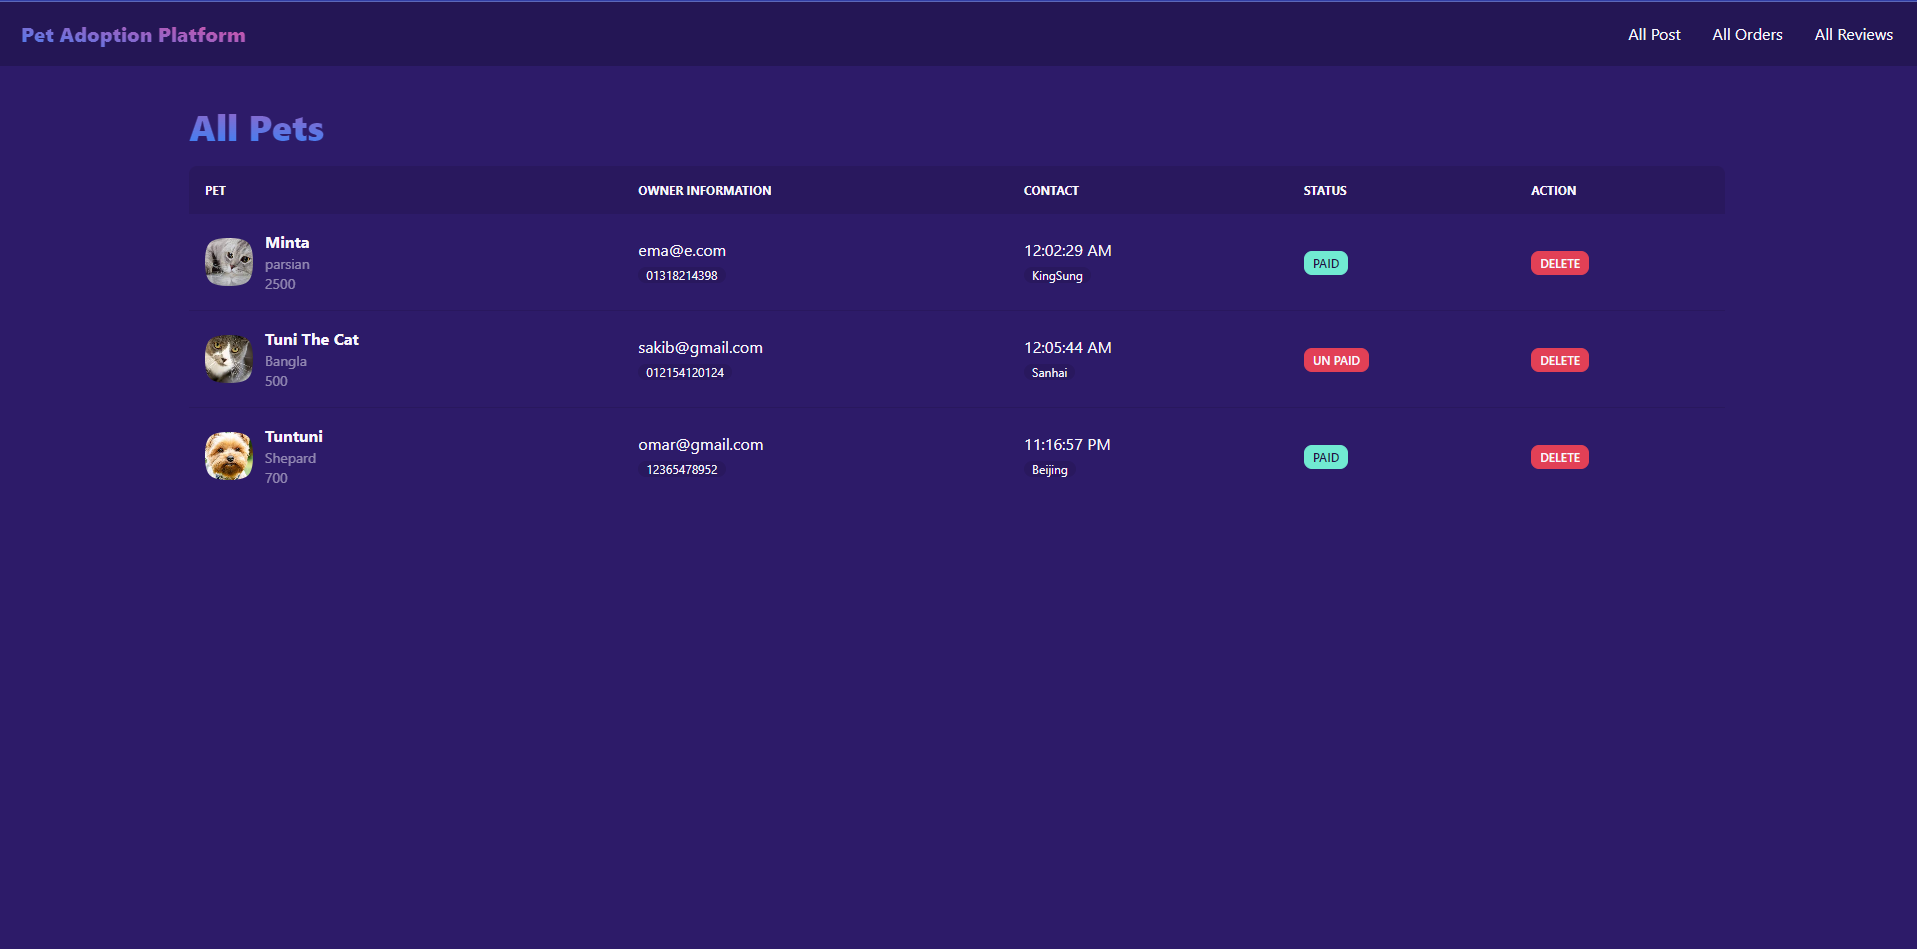 Pet Adoption Platform
All Post All Orders All Reviews
All Pets
PET OWNER INFORMATION CONTACT STATUS ACTION
Minta
parsian
2500
ema@e.com
01318214398
12:02:29 AM
KingSung
PAID
DELETE
Tuni The Cat
Bangla
500
sakib@gmail.com
012154120124
12:05:44 AM
Sanhai
UN PAID
DELETE
Tuntuni
Shepard
700
omar@gmail.com
12365478952
11:16:57 PM
Beijing
PAID
DELETE